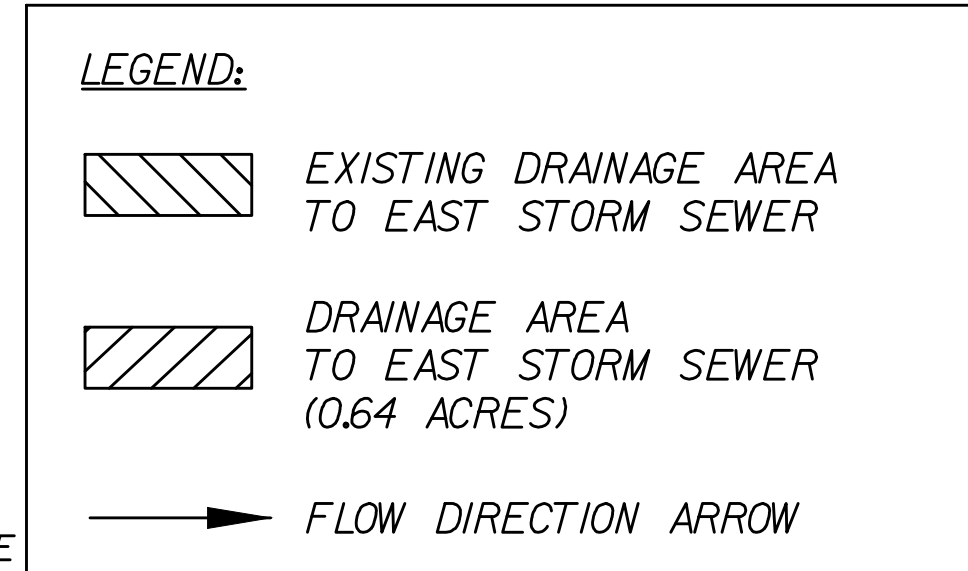 LEGEND:
EXISTING DRAINAGE AREA
TO EAST STORM SEWER
DRAINAGE AREA
TO EAST STORM SEWER
(0.64 ACRES)
FLOW DIRECTION ARROW
E